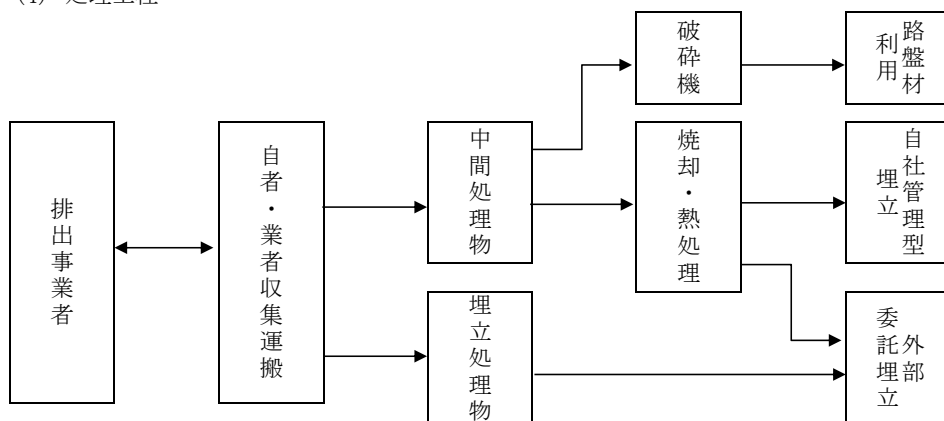 (4) 処理工程
排出事業者
自者・業者収集運搬
中間処理物
埋立処理物
破砕機
焼却・熱処理
路盤材
利用
自社管理型
埋立
外部
委託埋立